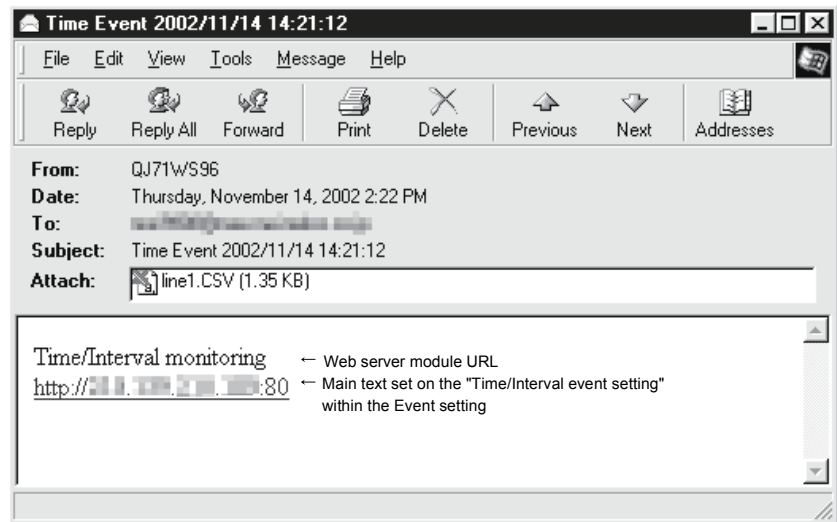 Time Event 2002/11/14 14:21:12
File Edit View Tools Message Help
Reply Reply All Forward Print Delete Previous Next Addresses
From: QJ71WS96
Date: Thursday, November 14, 2002 2:22 PM
To:
Subject: Time Event 2002/11/14 14:21:12
Attach: line1.CSV (1.35 KB)
Time/Interval monitoring ← Web server module URL
http:// :80 ← Main text set on the "Time/Interval event setting"
within the Event setting